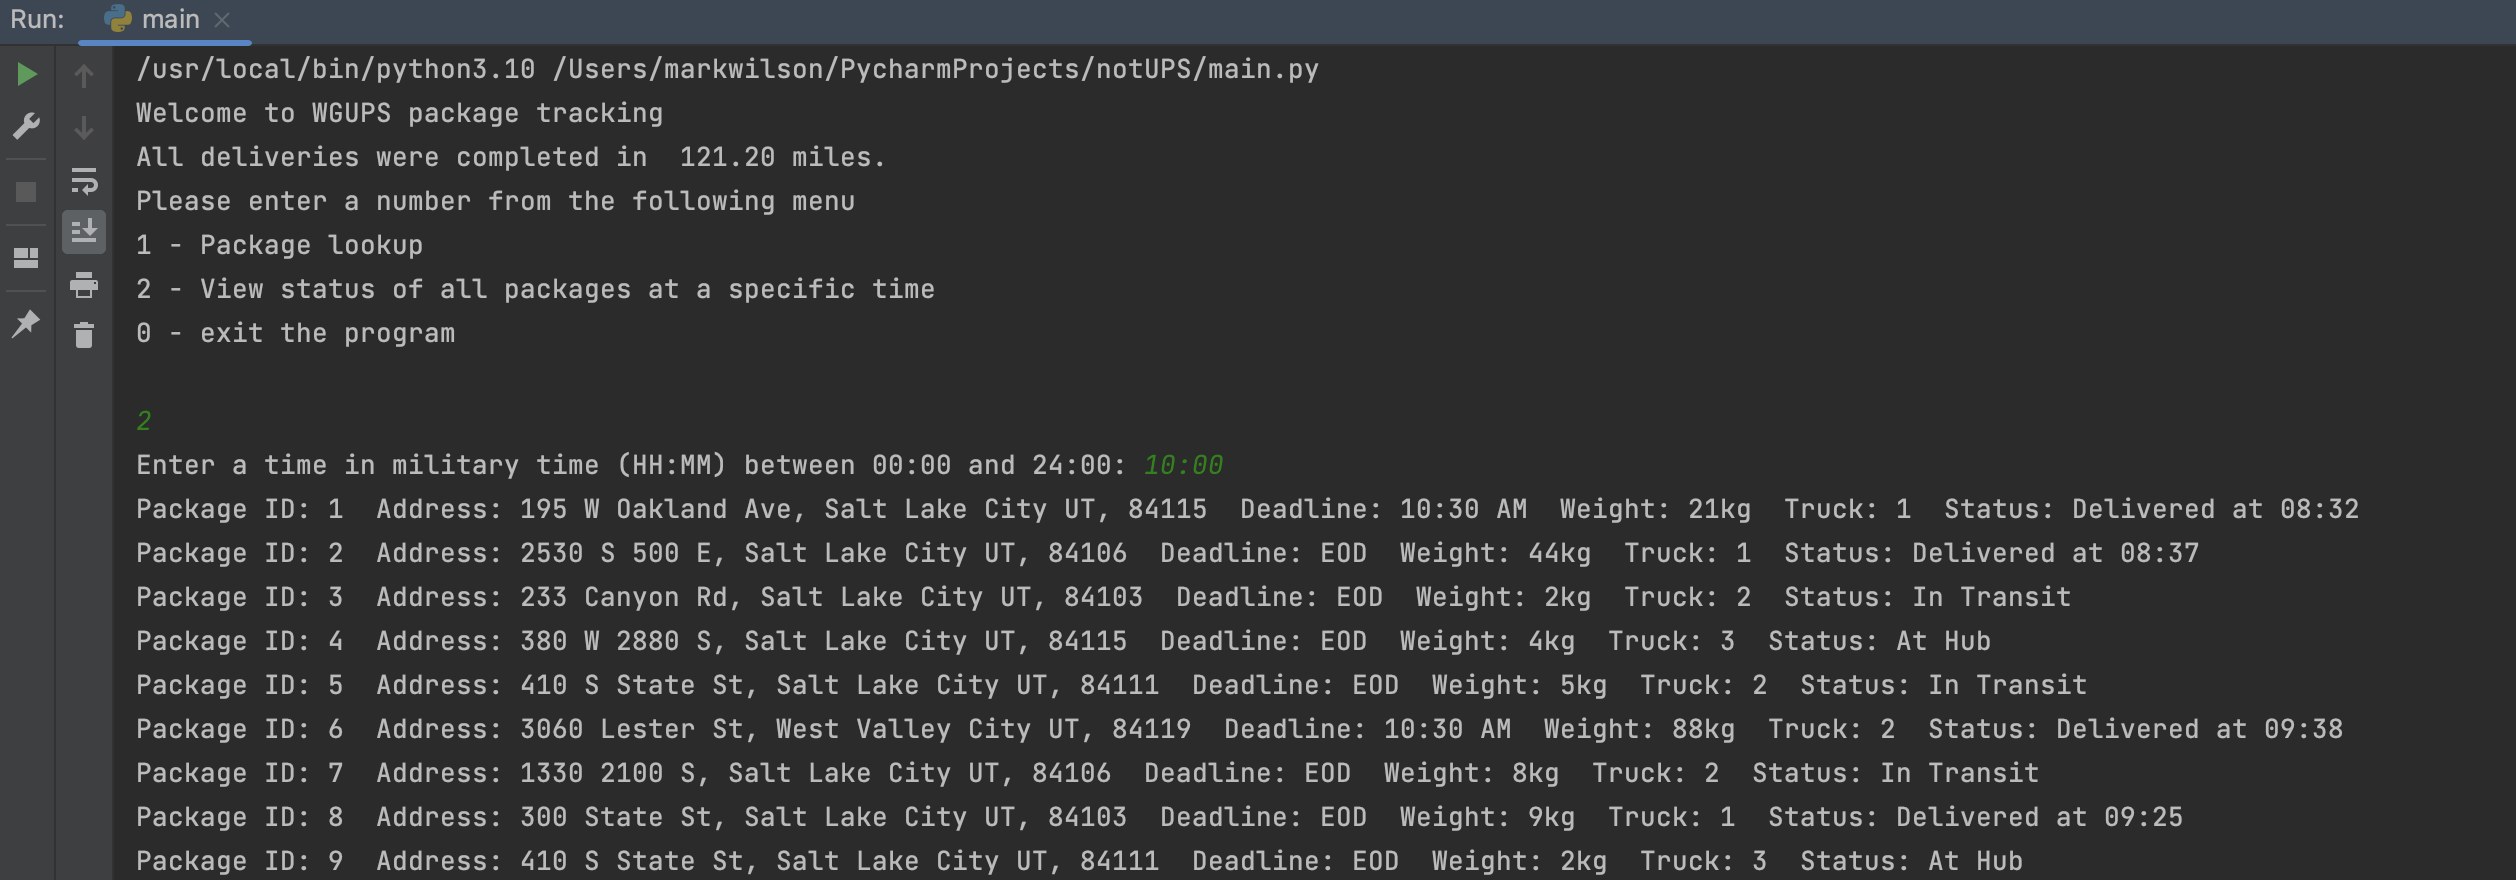 Run: main
/usr/local/bin/python3.10 /Users/markwilson/PycharmProjects/notUPS/main.py
Welcome to WGUPS package tracking
All deliveries were completed in  121.20 miles.
Please enter a number from the following menu
1 - Package lookup
2 - View status of all packages at a specific time
0 - exit the program
2
Enter a time in military time (HH:MM) between 00:00 and 24:00: 10:00
Package ID: 1  Address: 195 W Oakland Ave, Salt Lake City UT, 84115  Deadline: 10:30 AM  Weight: 21kg  Truck: 1  Status: Delivered at 08:32
Package ID: 2  Address: 2530 S 500 E, Salt Lake City UT, 84106  Deadline: EOD  Weight: 44kg  Truck: 1  Status: Delivered at 08:37
Package ID: 3  Address: 233 Canyon Rd, Salt Lake City UT, 84103  Deadline: EOD  Weight: 2kg  Truck: 2  Status: In Transit
Package ID: 4  Address: 380 W 2880 S, Salt Lake City UT, 84115  Deadline: EOD  Weight: 4kg  Truck: 3  Status: At Hub
Package ID: 5  Address: 410 S State St, Salt Lake City UT, 84111  Deadline: EOD  Weight: 5kg  Truck: 2  Status: In Transit
Package ID: 6  Address: 3060 Lester St, West Valley City UT, 84119  Deadline: 10:30 AM  Weight: 88kg  Truck: 2  Status: Delivered at 09:38
Package ID: 7  Address: 1330 2100 S, Salt Lake City UT, 84106  Deadline: EOD  Weight: 8kg  Truck: 2  Status: In Transit
Package ID: 8  Address: 300 State St, Salt Lake City UT, 84103  Deadline: EOD  Weight: 9kg  Truck: 1  Status: Delivered at 09:25
Package ID: 9  Address: 410 S State St, Salt Lake City UT, 84111  Deadline: EOD  Weight: 2kg  Truck: 3  Status: At Hub